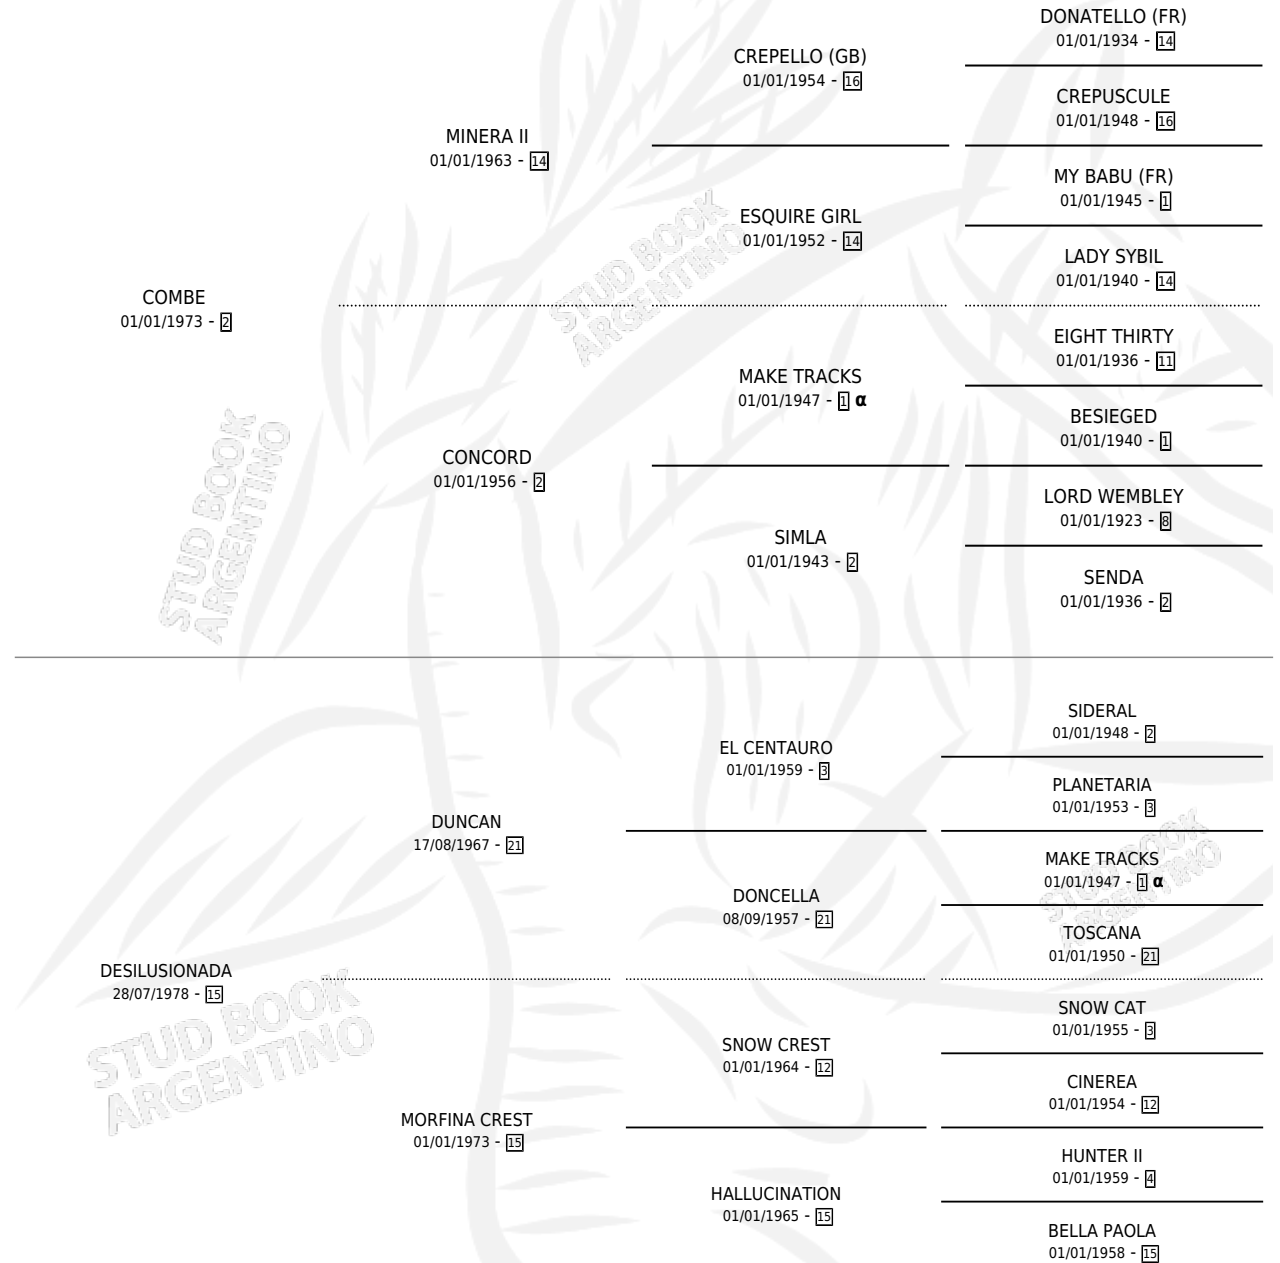 DONATELLO (FR)
01/01/1934 - 14
CREPELLO (GB)
01/01/1954 - 16
CREPUSCULE
01/01/1948 - 16
MINERA II
01/01/1963 - 14
MY BABU (FR)
01/01/1945 - 1
ESQUIRE GIRL
01/01/1952 - 14
LADY SYBIL
01/01/1940 - 14
COMBE
01/01/1973 - 2
EIGHT THIRTY
01/01/1936 - 11
MAKE TRACKS
01/01/1947 - 1 α
BESIEGED
01/01/1940 - 1
CONCORD
01/01/1956 - 2
LORD WEMBLEY
01/01/1923 - 8
SIMLA
01/01/1943 - 2
SENDA
01/01/1936 - 2
SIDERAL
01/01/1948 - 2
EL CENTAURO
01/01/1959 - 3
PLANETARIA
01/01/1953 - 3
DUNCAN
17/08/1967 - 21
MAKE TRACKS
01/01/1947 - 1 α
DONCELLA
08/09/1957 - 21
TOSCANA
01/01/1950 - 21
DESILUSIONADA
28/07/1978 - 15
SNOW CAT
01/01/1955 - 3
SNOW CREST
01/01/1964 - 12
CINEREA
01/01/1954 - 12
MORFINA CREST
01/01/1973 - 15
HUNTER II
01/01/1959 - 4
HALLUCINATION
01/01/1965 - 15
BELLA PAOLA
01/01/1958 - 15
STUD BOOK
ARGENTINO
STUD BOOK
ARGENTINO
STUD BOOK
ARGENTINO
STUD BOOK
ARGENTINO